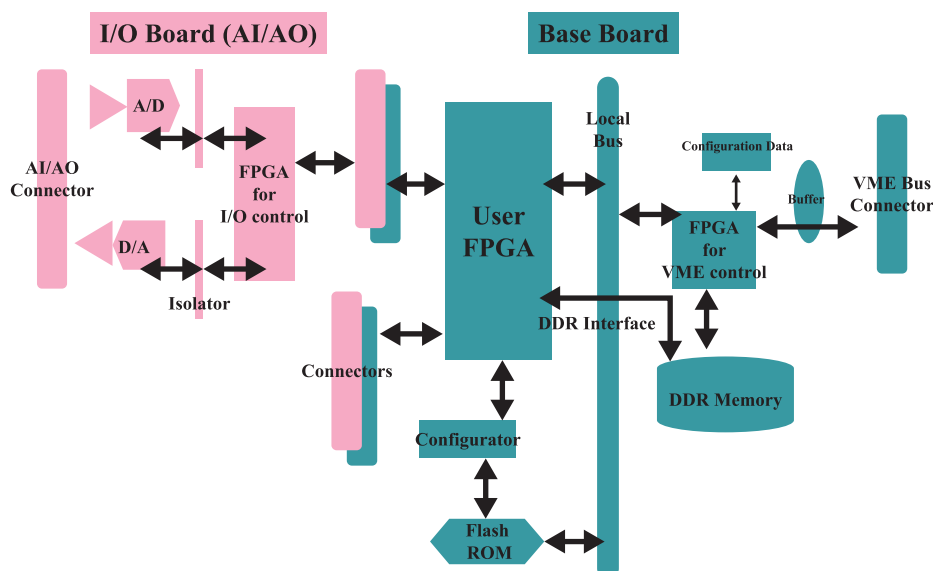 I/O Board (AI/AO)
Base Board
A/D
AI/AO
Connector
FPGA
for
I/O control
D/A
Isolator
Connectors
User
FPGA
Local
Bus
Configuration Data
Buffer
VME Bus
Connector
FPGA
for
VME control
DDR Interface
DDR Memory
Configurator
Flash
ROM